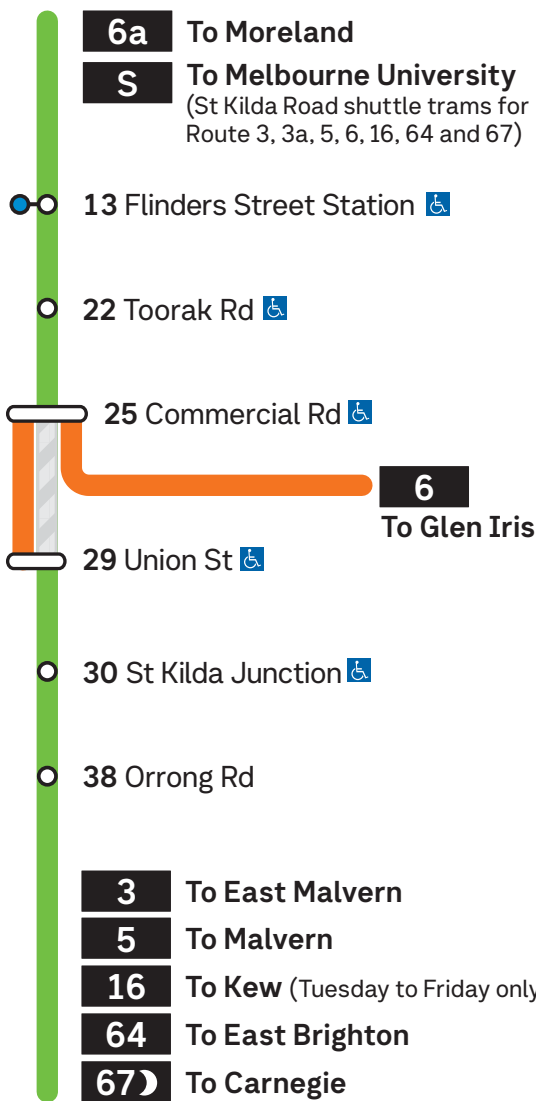 6a To Moreland
S To Melbourne University
(St Kilda Road shuttle trams for
Route 3, 3a, 5, 6, 16, 64 and 67)
13 Flinders Street Station
22 Toorak Rd
25 Commercial Rd
6
To Glen Iris
29 Union St
30 St Kilda Junction
38 Orrong Rd
3 To East Malvern
5 To Malvern
16 To Kew (Tuesday to Friday only
64 To East Brighton
67 To Carnegie